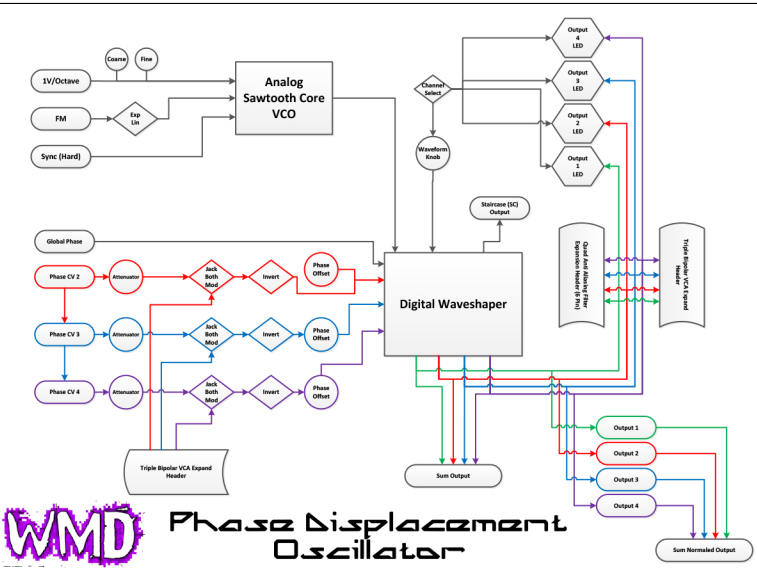 Coarse
Fine
1V/Octave
FM
Exp
Lin
Sync (Hard)
Analog
Sawtooth Core
VCO
Channel
Select
Waveform
Knob
Output
4
LED
Output
3
LED
Output
2
LED
Output
1
LED
Staircase (SC)
Output
Global Phase
Phase CV 2
Attenuator
Jack
Both
Mod
Invert
Phase
Offset
Phase CV 3
Attenuator
Jack
Both
Mod
Invert
Phase
Offset
Phase CV 4
Attenuator
Jack
Both
Mod
Invert
Phase
Offset
Digital Waveshaper
Quad Anti Aliasing Filter
Expansion Header (6 Pin)
Triple Bipolar VCA Expand
Header
Triple Bipolar VCA Expand
Header
Sum Output
Output 1
Output 2
Output 3
Output 4
Sum Normaled Output
WMD
Phase Displacement
Oscillator